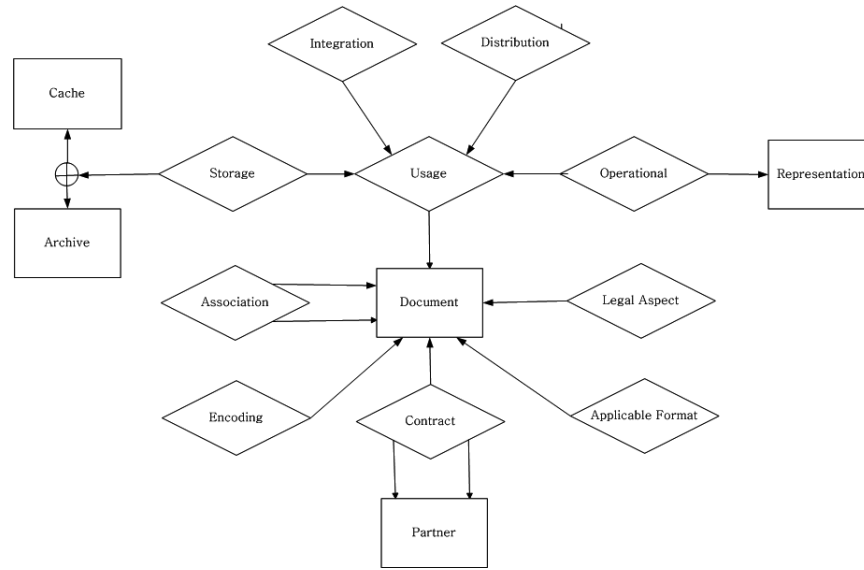 Integration
Distribution
Cache
Storage
Usage
Operational
Representation
Archive
Association
Document
Legal Aspect
Encoding
Contract
Applicable Format
Partner